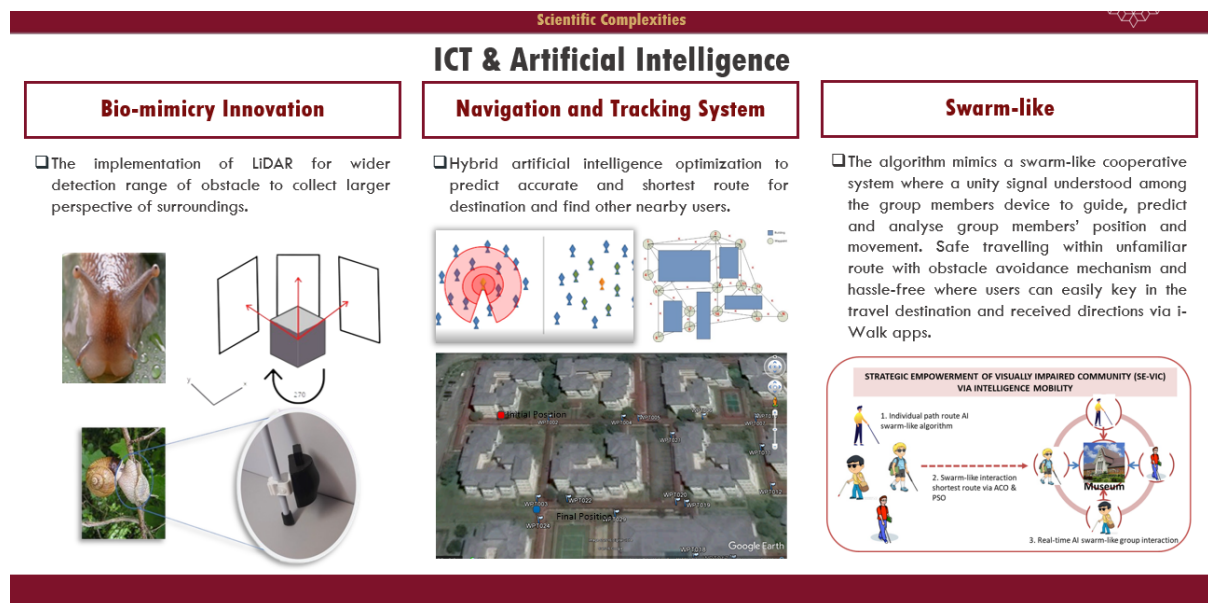 Scientific Complexities
ICT & Artificial Intelligence
Bio-mimicry Innovation
The implementation of LiDAR for wider
detection range of obstacle to collect larger
perspective of surroundings.
y
x
270
Navigation and Tracking System
Hybrid artificial intelligence optimization to
predict accurate and shortest route for
destination and find other nearby users.
Initial Position
Final Position
WPT022
WPT020
WPT024
Google Earth
Swarm-like
The algorithm mimics a swarm-like cooperative
system where a unity signal understood among
the group members device to guide, predict
and analyse group members' position and
movement. Safe travelling within unfamiliar
route with obstacle avoidance mechanism and
hassle-free where users can easily key in the
travel destination and received directions via i-
Walk apps.
STRATEGIC EMPOWERMENT OF VISUALLY IMPAIRED COMMUNITY (SE-VIC)
VIA INTELLIGENCE MOBILITY
1. Individual path route AI
swarm-like algorithm
2. Swarm-like interaction
shortest route via ACO &
PSO
Museum
3. Real-time AI swarm-like group interaction